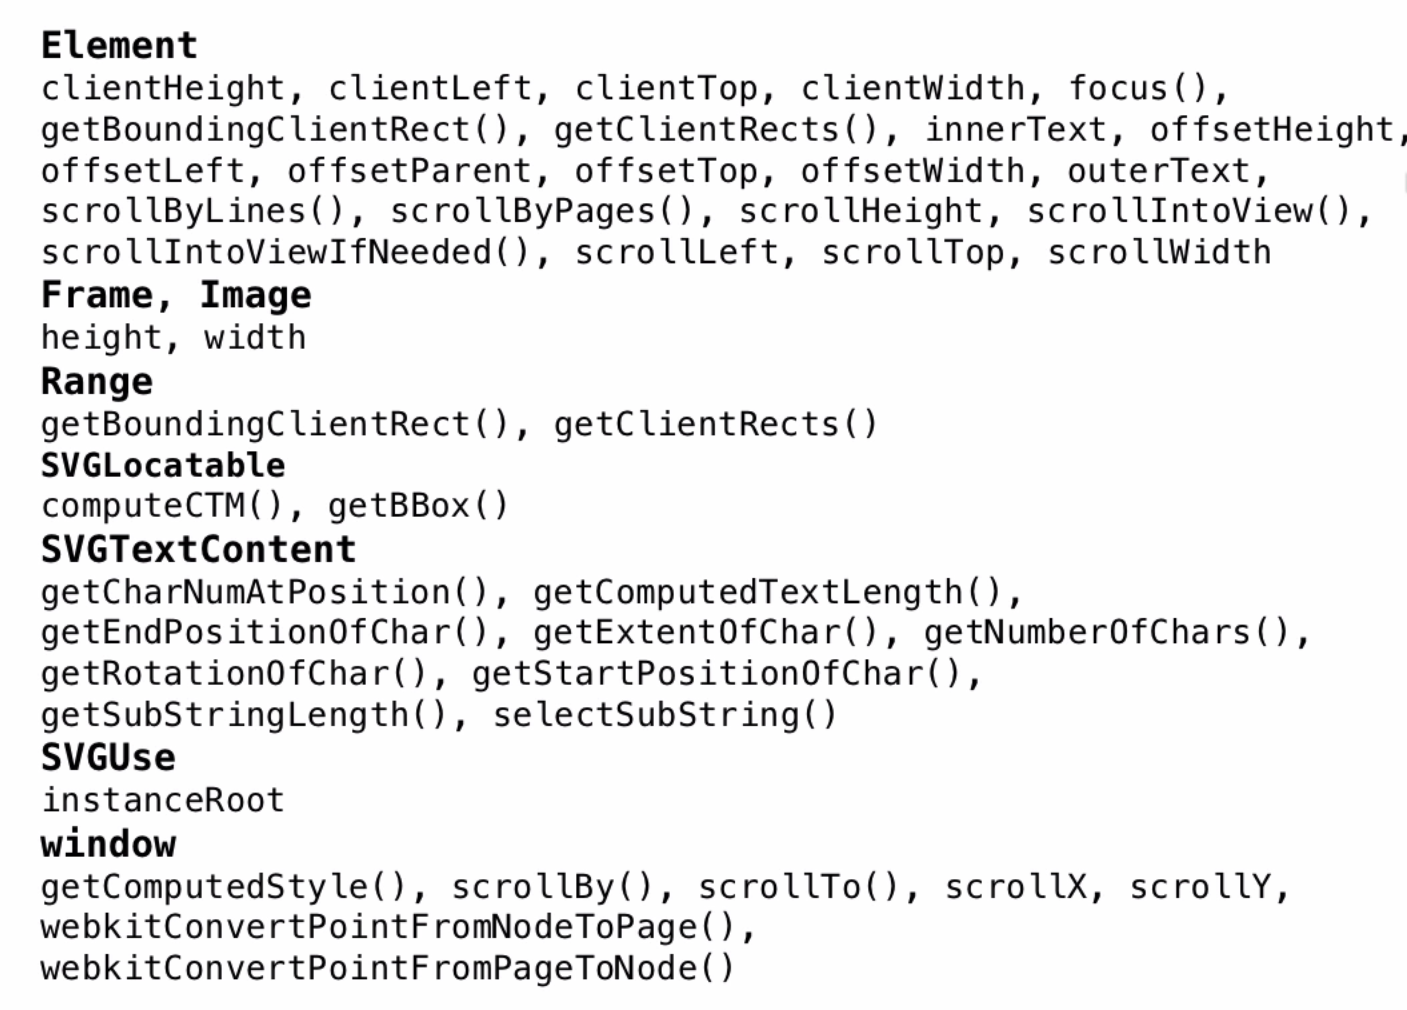 Element
clientHeight, clientLeft, clientTop, clientWidth, focus(),
getBoundingClientRect(), getClientRects(), innerText, offsetHeight,
offsetLeft, offsetParent, offsetTop, offsetWidth, outerText,
scrollByLines(), scrollByPages(), scrollHeight, scrollIntoView(),
scrollIntoViewIfNeeded(), scrollLeft, scrollTop, scrollWidth
Frame, Image
height, width
Range
getBoundingClientRect(), getClientRects()
SVGLocatable
computeCTM(), getBBox()
SVGTextContent
getCharNumAtPosition(), getComputedTextLength(),
getEndPositionOfChar(), getExtentOfChar(), getNumberOfChars(),
getRotationOfChar(), getStartPositionOfChar(),
getSubStringLength(), selectSubString()
SVGUse
instanceRoot
window
getComputedStyle(), scrollBy(), scrollTo(), scrollX, scrollY,
webkitConvertPointFromNodeToPage(),
webkitConvertPointFromPageToNode()